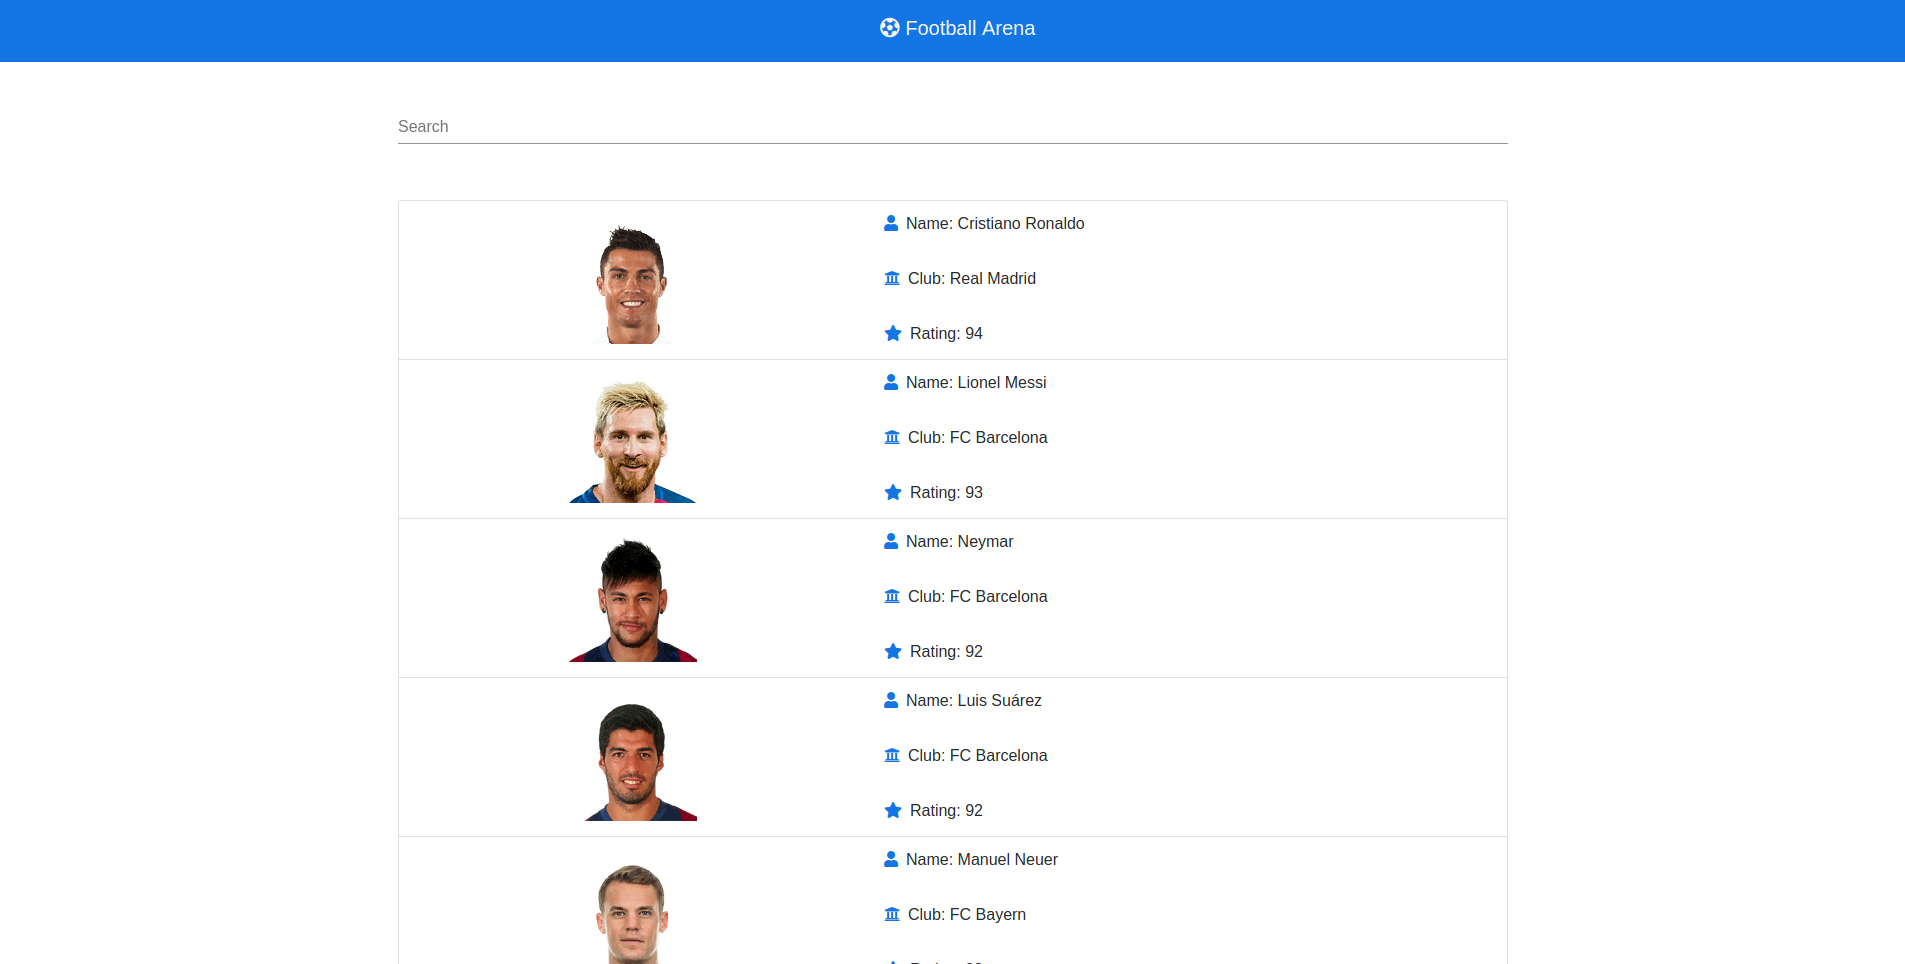 Football Arena
Search
Name: Cristiano Ronaldo
Club: Real Madrid
Rating: 94
Name: Lionel Messi
Club: FC Barcelona
Rating: 93
Name: Neymar
Club: FC Barcelona
Rating: 92
Name: Luis Suárez
Club: FC Barcelona
Rating: 92
Name: Manuel Neuer
Club: FC Bayern